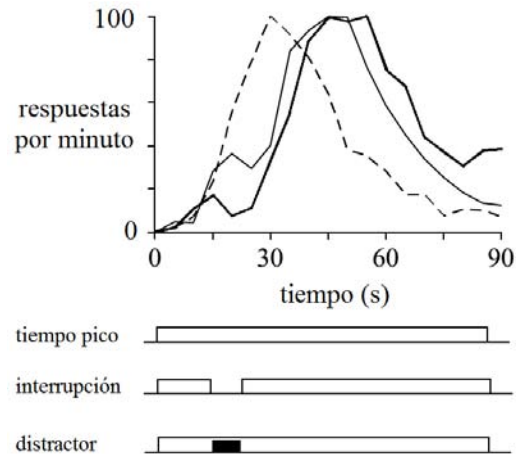 100
respuestas
por minuto
0
0 30 60 90
tiempo (s)
tiempo pico
interrupción
distractor